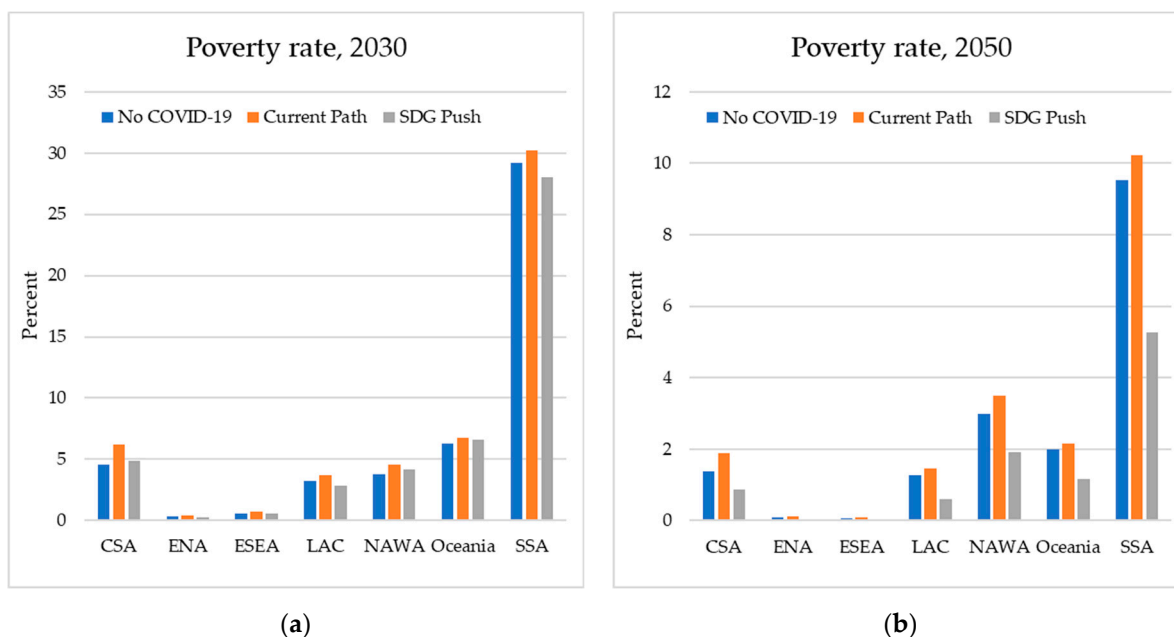 Poverty rate, 2030
35
No COVID-19 Current Path SDG Push
30
25
20
Percent
15
10
5
0
CSA ENA ESEA LAC NAWA Oceania SSA
(a)
Poverty rate, 2050
12
No COVID-19 Current Path SDG Push
10
8
Percent
6
4
2
0
CSA ENA ESEA LAC NAWA Oceania SSA
(b)